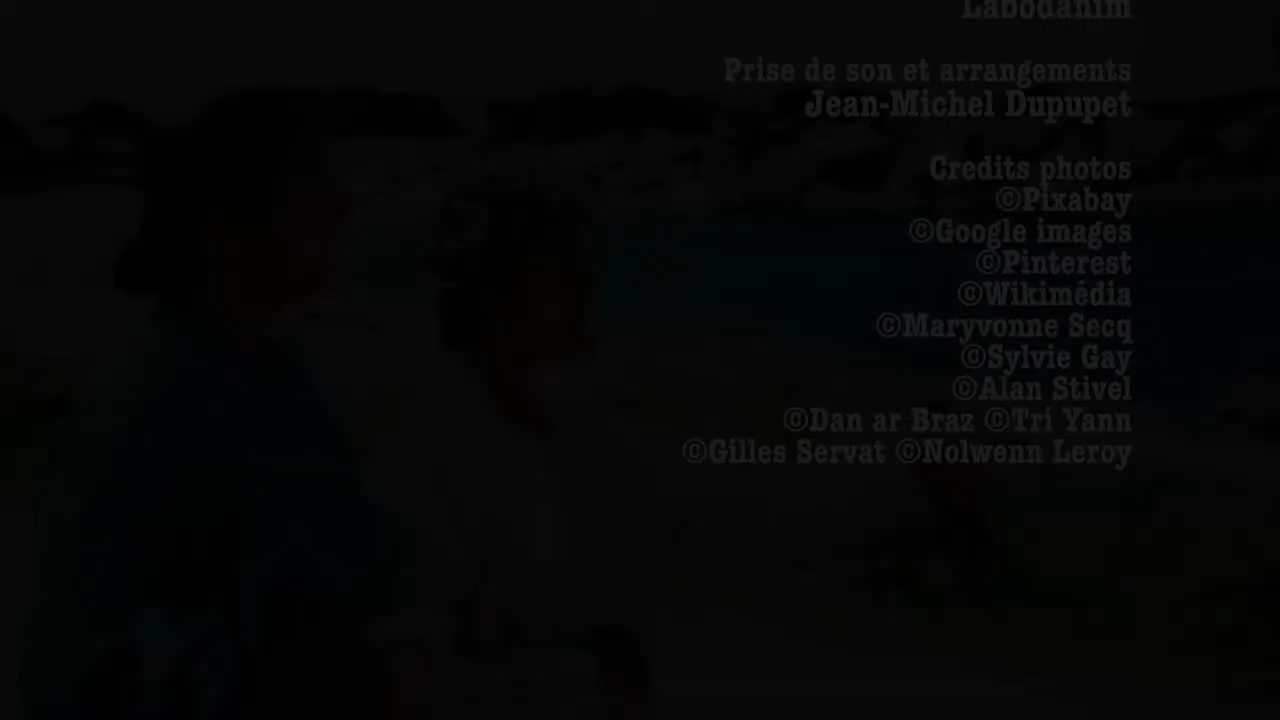 Labodanim
Prise de son et arrangements
Jean-Michel Dupupet
Credits photos
©Pixabay
©Google images
©Pinterest
©Wikimédia
©Maryvonne Secq
©Sylvie Gay
©Alan Stivel
©Dan ar Braz ©Tri Yann
©Gilles Servat ©Nolwenn Leroy